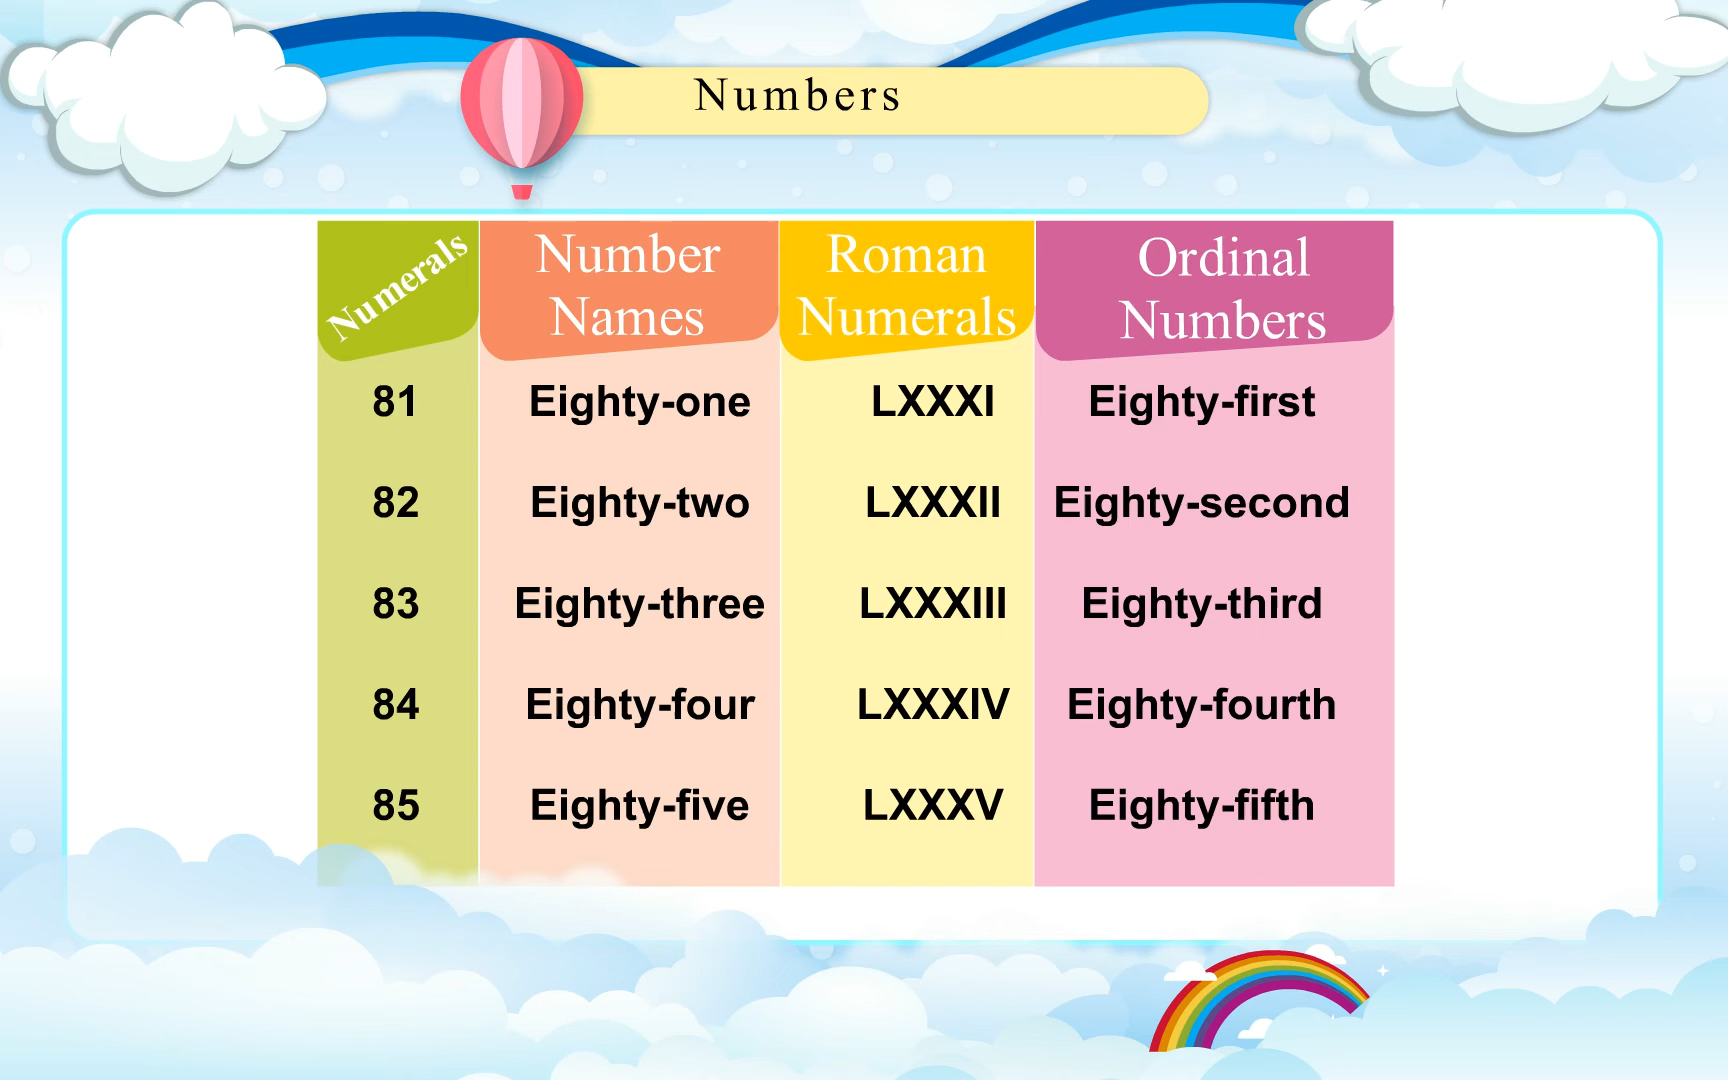 Numbers
Numerals
Number
Names
Roman
Numerals
Ordinal
Numbers
81 Eighty-one LXXXI Eighty-first
82 Eighty-two LXXXII Eighty-second
83 Eighty-three LXXXIII Eighty-third
84 Eighty-four LXXXIV Eighty-fourth
85 Eighty-five LXXXV Eighty-fifth